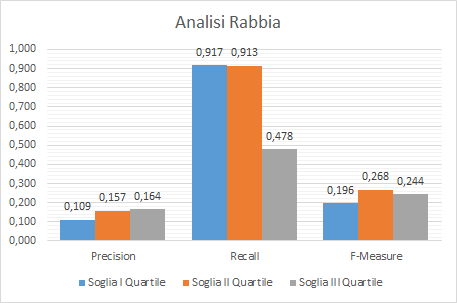 Analisi Rabbia
1,000
0,900
0,800
0,700
0,600
0,500
0,400
0,300
0,200
0,100
0,000
0,109
0,157
0,164
0,917
0,913
0,478
0,196
0,268
0,244
Precision
Recall
F-Measure
Soglia I Quartile
Soglia II Quartile
Soglia III Quartile